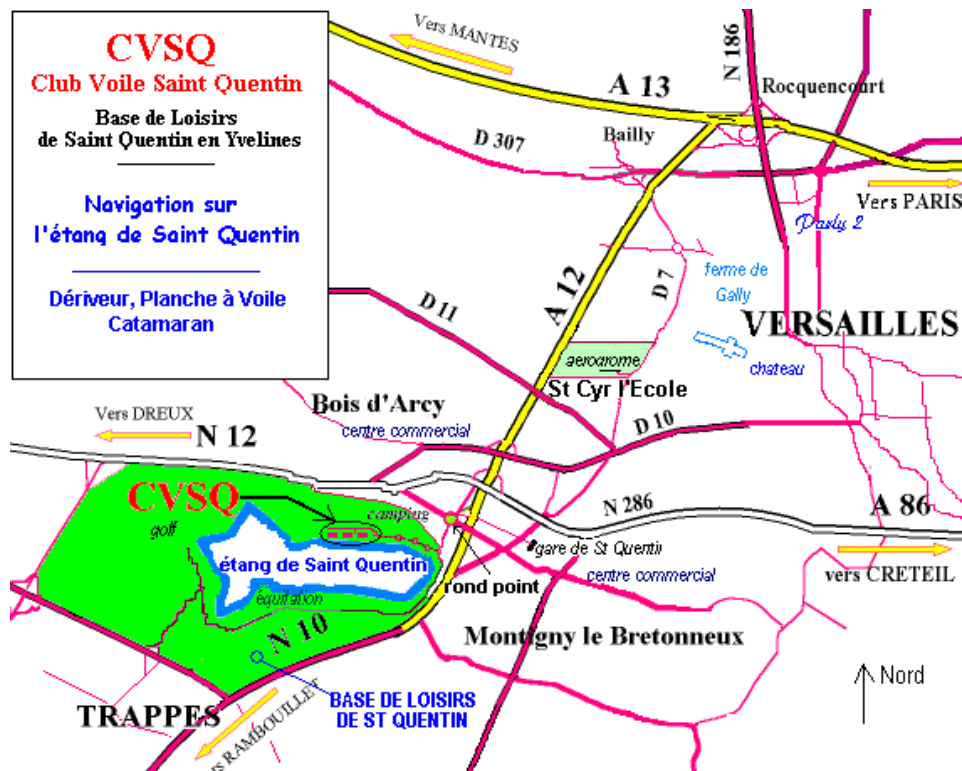 CVSQ
Club Voile Saint Quentin
Base de Loisirs
de Saint Quentin en Yvelines
Navigation sur
l'étang de Saint Quentin
Dériveur, Planche à Voile
Catamaran
Vers MANTES
A 13
N 186
Rocquencourt
Bailly
D 307
Vers PARIS
Parly 2
A 12
D 7
ferme de
Gally
D 11
VERSAILLES
aerodrome
chateau
St Cyr l'Ecole
Bois d'Arcy
Vers DREUX
N 12
centre commercial
D 10
CVSQ
camping
golf
N 286
A 86
gare de St Quentin
étang de Saint Quentin
rond point
centre commercial
vers CRETEIL
équitation
N 10
Montigny le Bretonneux
Nord
BASE DE LOISIRS
DE ST QUENTIN
TRAPPES
rs RAMBOUILLET